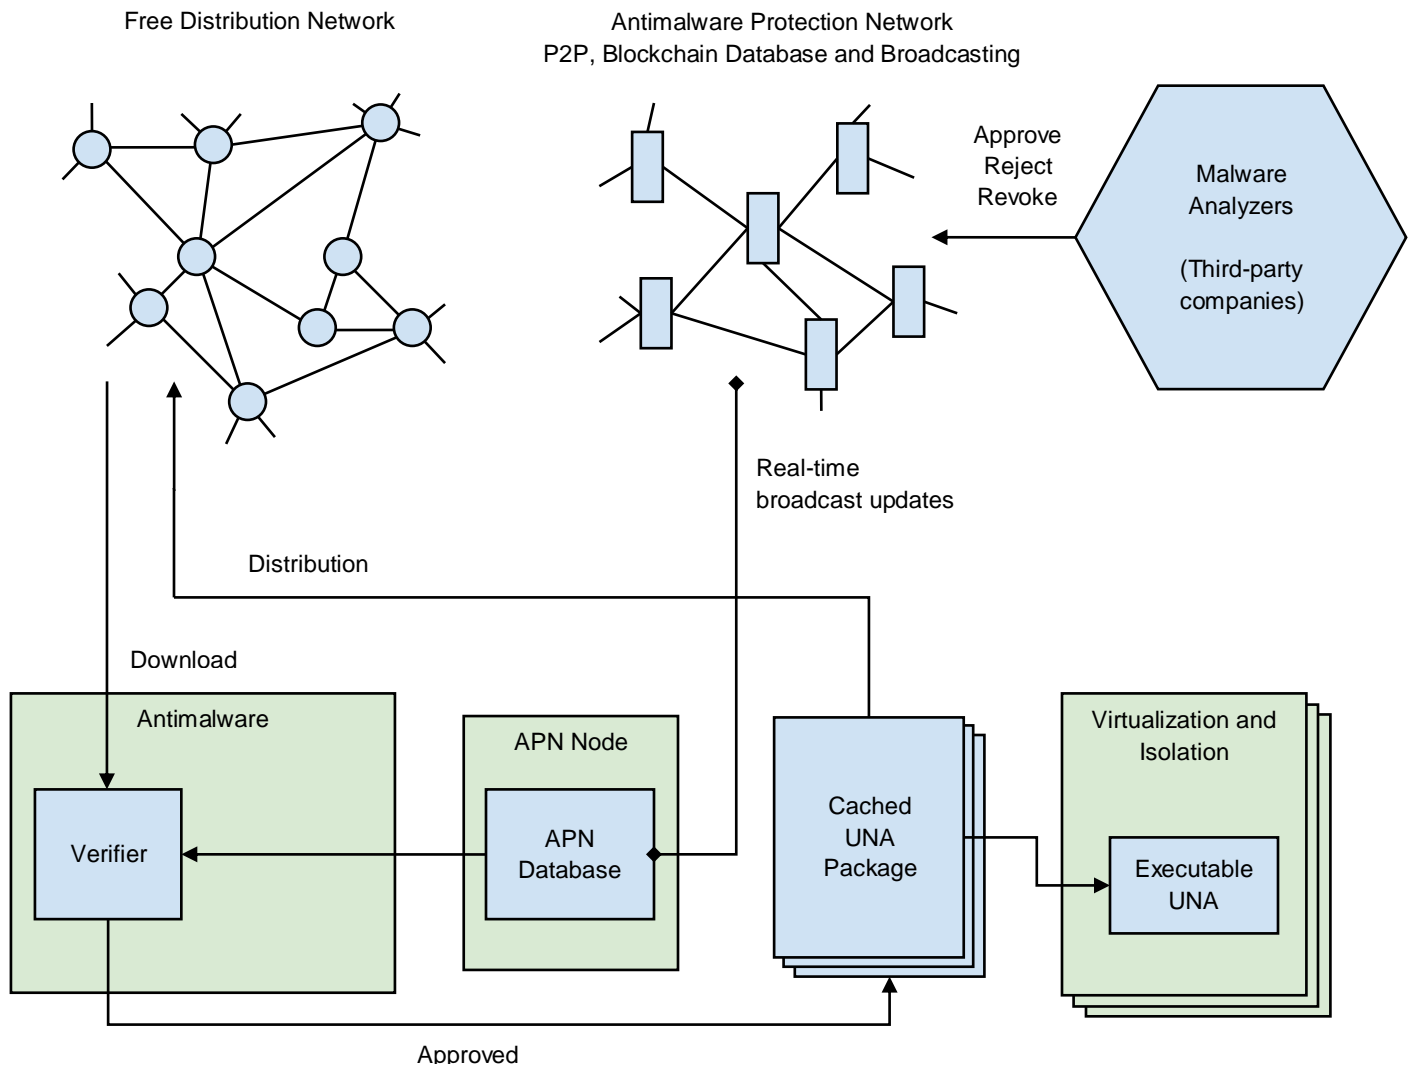 Free Distribution Network
Antimalware Protection Network
P2P, Blockchain Database and Broadcasting
Approve
Reject
Revoke
Malware
Analyzers
(Third-party
companies)
Real-time
broadcast updates
Distribution
Download
Antimalware
Verifier
APN Node
APN
Database
Cached
UNA
Package
Virtualization and
Isolation
Executable
UNA
Approved